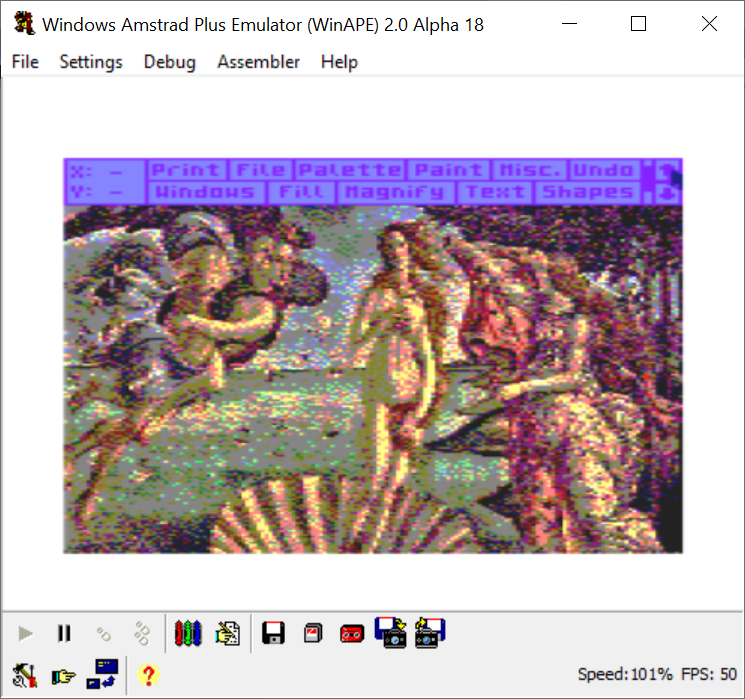 Windows Amstrad Plus Emulator (WinAPE) 2.0 Alpha 18
File Settings Debug Assembler Help
X: - Print File Palette Paint Misc. Undo
Y: - Windows Fill Magnify Text Shapes
Speed:101% FPS: 50